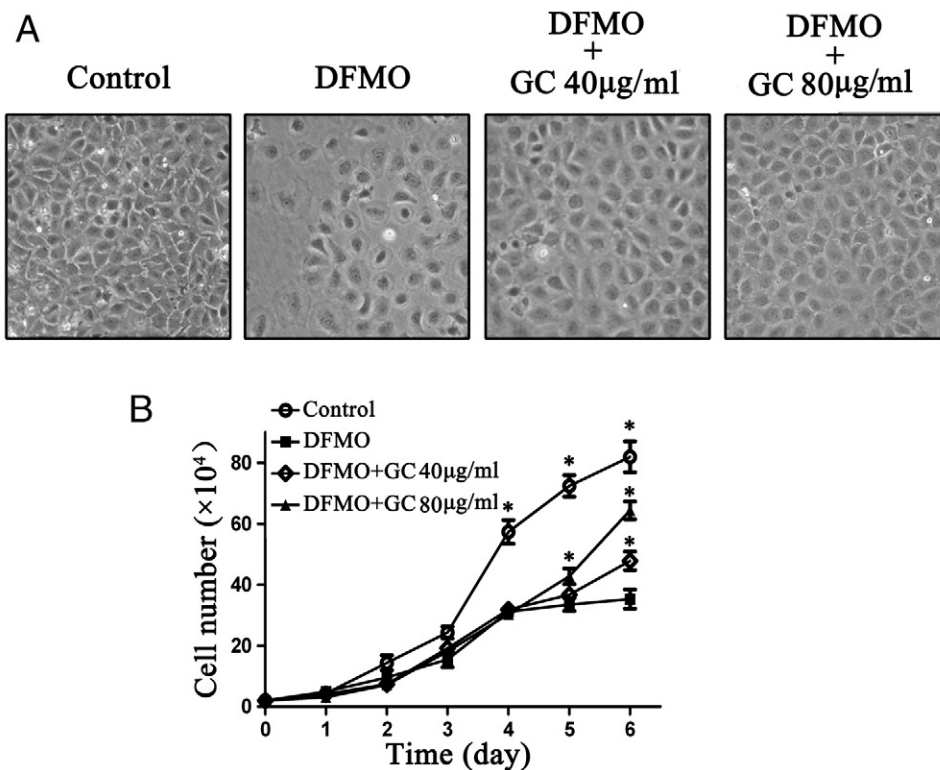 A
Control
DFMO
DFMO
+
GC 40μg/ml
DFMO
+
GC 80μg/ml
B
Control
DFMO
DFMO+GC 40μg/ml
DFMO+GC 80μg/ml
Cell number (×10⁴)
80
60
40
20
0
* * *
* *
*
0 1 2 3 4 5 6
Time (day)